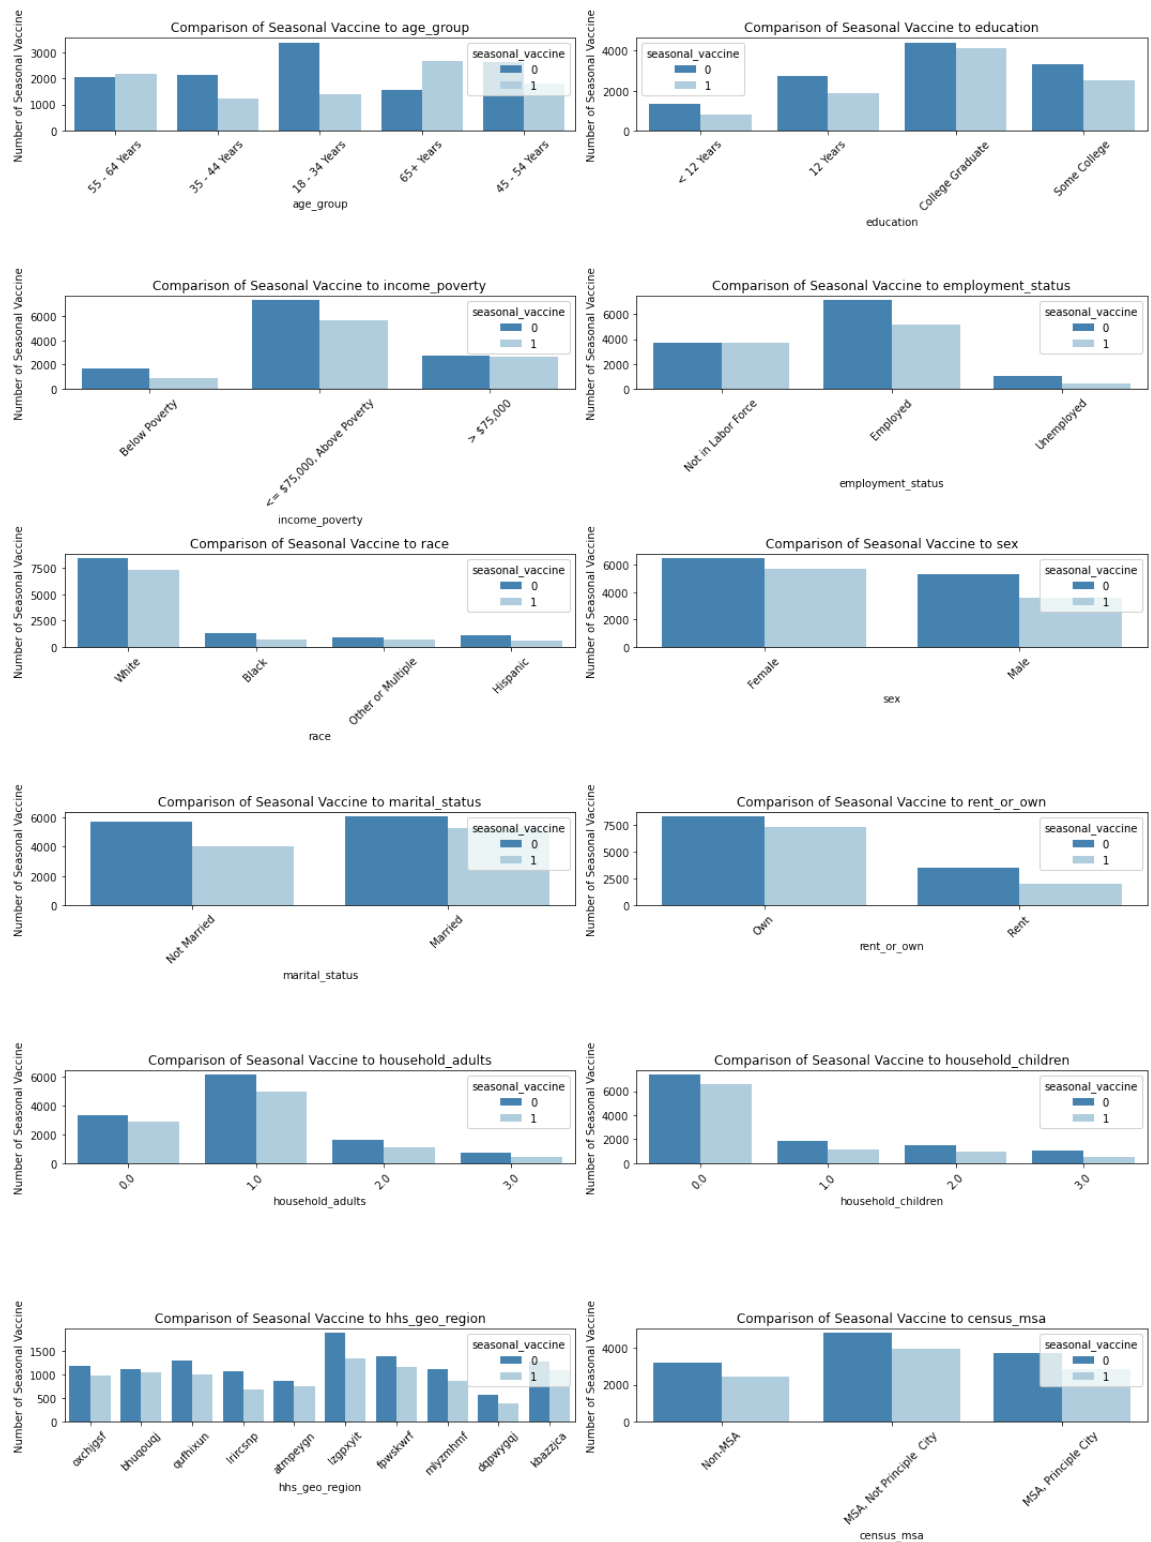 Comparison of Seasonal Vaccine to age_group
Number of Seasonal Vaccine
3000
2000
1000
0
seasonal_vaccine
0
1
55 - 64 Years
35 - 44 Years
18 - 34 Years
65+ Years
45 - 54 Years
age_group
Comparison of Seasonal Vaccine to education
Number of Seasonal Vaccine
4000
2000
0
seasonal_vaccine
0
1
< 12 Years
12 Years
College Graduate
Some College
education
Comparison of Seasonal Vaccine to income_poverty
Number of Seasonal Vaccine
6000
4000
2000
0
seasonal_vaccine
0
1
Below Poverty
<= $75,000, Above Poverty
> $75,000
income_poverty
Comparison of Seasonal Vaccine to employment_status
Number of Seasonal Vaccine
6000
4000
2000
0
seasonal_vaccine
0
1
Not in Labor Force
Employed
Unemployed
employment_status
Comparison of Seasonal Vaccine to race
Number of Seasonal Vaccine
7500
5000
2500
0
seasonal_vaccine
0
1
White
Black
Other or Multiple
Hispanic
race
Comparison of Seasonal Vaccine to sex
Number of Seasonal Vaccine
6000
4000
2000
0
seasonal_vaccine
0
1
Female
Male
sex
Comparison of Seasonal Vaccine to marital_status
Number of Seasonal Vaccine
6000
4000
2000
0
seasonal_vaccine
0
1
Not Married
Married
marital_status
Comparison of Seasonal Vaccine to rent_or_own
Number of Seasonal Vaccine
7500
5000
2500
0
seasonal_vaccine
0
1
Own
Rent
rent_or_own
Comparison of Seasonal Vaccine to household_adults
Number of Seasonal Vaccine
6000
4000
2000
0
seasonal_vaccine
0
1
0.0
1.0
2.0
3.0
household_adults
Comparison of Seasonal Vaccine to household_children
Number of Seasonal Vaccine
6000
4000
2000
0
seasonal_vaccine
0
1
0.0
1.0
2.0
3.0
household_children
Comparison of Seasonal Vaccine to hhs_geo_region
Number of Seasonal Vaccine
1500
1000
500
0
seasonal_vaccine
0
1
oxchjgsf
bhuqouqj
qufhixun
lrircsnp
atmpeygn
lzgpxyit
fpwskwrf
mlyzmhmf
dqpwygqj
kbazzjca
hhs_geo_region
Comparison of Seasonal Vaccine to census_msa
Number of Seasonal Vaccine
4000
2000
0
seasonal_vaccine
0
1
Non-MSA
MSA, Not Principle  City
MSA, Principle City
census_msa